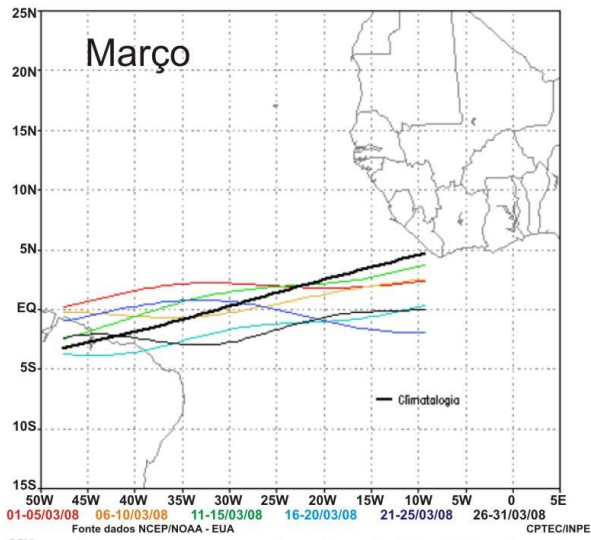 25N
Março
20N
15N
10N
5N
EQ
5S
Climatalogia
10S
15S
50W 45W 40W 35W 30W 25W 20W 15W 10W 5W 0 5E
01-05/03/08 06-10/03/08 11-15/03/08 16-20/03/08 21-25/03/08 26-31/03/08
Fonte dados NCEP/NOAA - EUA CPTEC/INPE